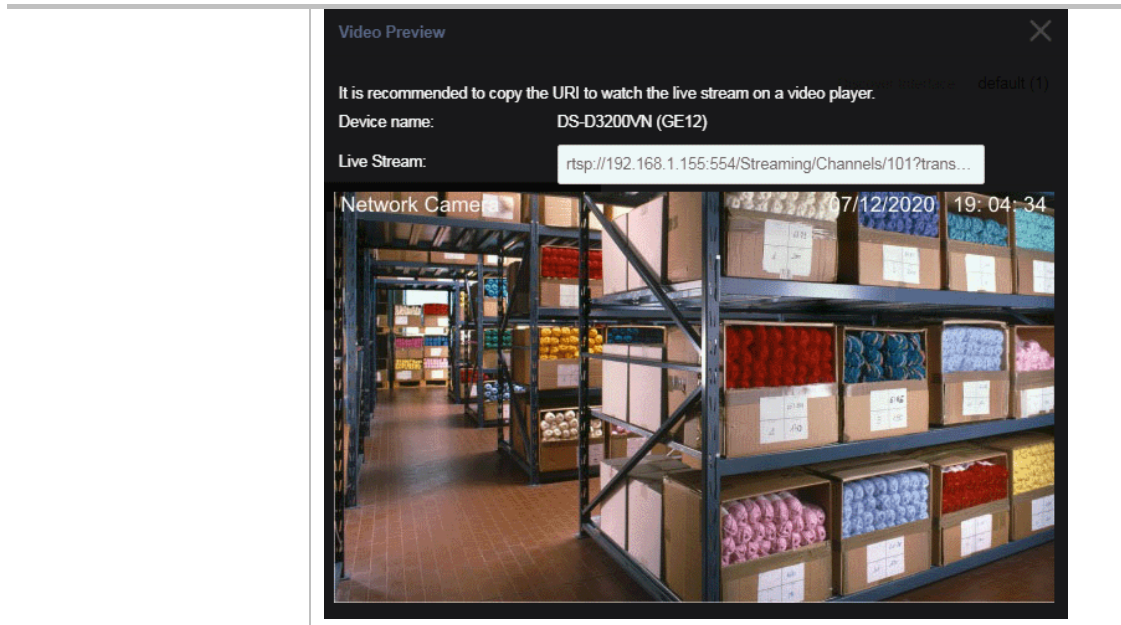 Video Preview
default (1)
It is recommended to copy the URI to watch the live stream on a video player.
Device name: DS-D3200VN (GE12)
Live Stream: rtsp://192.168.1.155:554/Streaming/Channels/101?trans...
Network Camera 07/12/2020 19: 04: 34